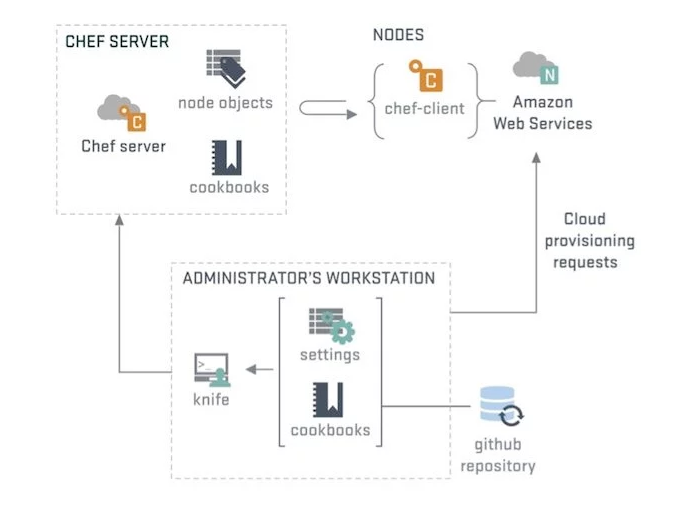 CHEF SERVER
node objects
C
Chef server
cookbooks
NODES
C
chef-client
N
Amazon
Web Services
Cloud
provisioning
requests
ADMINISTRATOR'S WORKSTATION
settings
>_
knife
cookbooks
github
repository